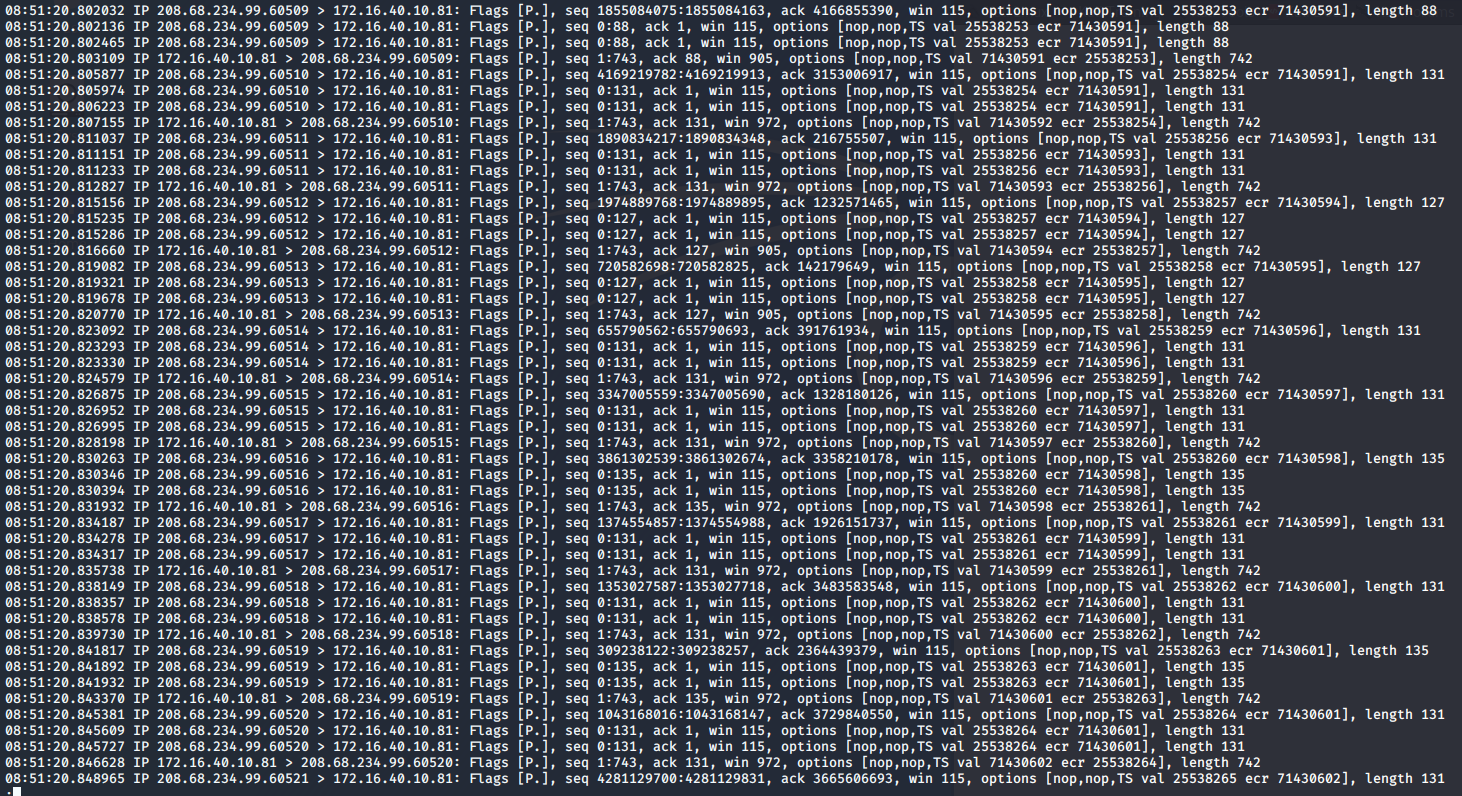 08:51:20.802032 IP 208.68.234.99.60509 > 172.16.40.10.81: Flags [P.], seq 1855084075:1855084163, ack 4166855390, win 115, options [nop,nop,TS val 25538253 ecr 71430591], length 88
08:51:20.802136 IP 208.68.234.99.60509 > 172.16.40.10.81: Flags [P.], seq 0:88, ack 1, win 115, options [nop,nop,TS val 25538253 ecr 71430591], length 88
08:51:20.802465 IP 208.68.234.99.60509 > 172.16.40.10.81: Flags [P.], seq 0:88, ack 1, win 115, options [nop,nop,TS val 25538253 ecr 71430591], length 88
08:51:20.803109 IP 172.16.40.10.81 > 208.68.234.99.60509: Flags [P.], seq 1:743, ack 88, win 905, options [nop,nop,TS val 71430591 ecr 25538253], length 742
08:51:20.805877 IP 208.68.234.99.60510 > 172.16.40.10.81: Flags [P.], seq 4169219782:4169219913, ack 3153006917, win 115, options [nop,nop,TS val 25538254 ecr 71430591], length 131
08:51:20.805974 IP 208.68.234.99.60510 > 172.16.40.10.81: Flags [P.], seq 0:131, ack 1, win 115, options [nop,nop,TS val 25538254 ecr 71430591], length 131
08:51:20.806223 IP 208.68.234.99.60510 > 172.16.40.10.81: Flags [P.], seq 0:131, ack 1, win 115, options [nop,nop,TS val 25538254 ecr 71430591], length 131
08:51:20.807155 IP 172.16.40.10.81 > 208.68.234.99.60510: Flags [P.], seq 1:743, ack 131, win 972, options [nop,nop,TS val 71430592 ecr 25538254], length 742
08:51:20.811037 IP 208.68.234.99.60511 > 172.16.40.10.81: Flags [P.], seq 1890834217:1890834348, ack 216755507, win 115, options [nop,nop,TS val 25538256 ecr 71430593], length 131
08:51:20.811151 IP 208.68.234.99.60511 > 172.16.40.10.81: Flags [P.], seq 0:131, ack 1, win 115, options [nop,nop,TS val 25538256 ecr 71430593], length 131
08:51:20.811233 IP 208.68.234.99.60511 > 172.16.40.10.81: Flags [P.], seq 0:131, ack 1, win 115, options [nop,nop,TS val 25538256 ecr 71430593], length 131
08:51:20.812827 IP 172.16.40.10.81 > 208.68.234.99.60511: Flags [P.], seq 1:743, ack 131, win 972, options [nop,nop,TS val 71430593 ecr 25538256], length 742
08:51:20.815156 IP 208.68.234.99.60512 > 172.16.40.10.81: Flags [P.], seq 1974889768:1974889895, ack 1232571465, win 115, options [nop,nop,TS val 25538257 ecr 71430594], length 127
08:51:20.815235 IP 208.68.234.99.60512 > 172.16.40.10.81: Flags [P.], seq 0:127, ack 1, win 115, options [nop,nop,TS val 25538257 ecr 71430594], length 127
08:51:20.815286 IP 208.68.234.99.60512 > 172.16.40.10.81: Flags [P.], seq 0:127, ack 1, win 115, options [nop,nop,TS val 25538257 ecr 71430594], length 127
08:51:20.816660 IP 172.16.40.10.81 > 208.68.234.99.60512: Flags [P.], seq 1:743, ack 127, win 905, options [nop,nop,TS val 71430594 ecr 25538257], length 742
08:51:20.819082 IP 208.68.234.99.60513 > 172.16.40.10.81: Flags [P.], seq 720582698:720582825, ack 142179649, win 115, options [nop,nop,TS val 25538258 ecr 71430595], length 127
08:51:20.819321 IP 208.68.234.99.60513 > 172.16.40.10.81: Flags [P.], seq 0:127, ack 1, win 115, options [nop,nop,TS val 25538258 ecr 71430595], length 127
08:51:20.819678 IP 208.68.234.99.60513 > 172.16.40.10.81: Flags [P.], seq 0:127, ack 1, win 115, options [nop,nop,TS val 25538258 ecr 71430595], length 127
08:51:20.820770 IP 172.16.40.10.81 > 208.68.234.99.60513: Flags [P.], seq 1:743, ack 127, win 905, options [nop,nop,TS val 71430595 ecr 25538258], length 742
08:51:20.823092 IP 208.68.234.99.60514 > 172.16.40.10.81: Flags [P.], seq 655790562:655790693, ack 391761934, win 115, options [nop,nop,TS val 25538259 ecr 71430596], length 131
08:51:20.823293 IP 208.68.234.99.60514 > 172.16.40.10.81: Flags [P.], seq 0:131, ack 1, win 115, options [nop,nop,TS val 25538259 ecr 71430596], length 131
08:51:20.823330 IP 208.68.234.99.60514 > 172.16.40.10.81: Flags [P.], seq 0:131, ack 1, win 115, options [nop,nop,TS val 25538259 ecr 71430596], length 131
08:51:20.824579 IP 172.16.40.10.81 > 208.68.234.99.60514: Flags [P.], seq 1:743, ack 131, win 972, options [nop,nop,TS val 71430596 ecr 25538259], length 742
08:51:20.826875 IP 208.68.234.99.60515 > 172.16.40.10.81: Flags [P.], seq 3347005559:3347005690, ack 1328180126, win 115, options [nop,nop,TS val 25538260 ecr 71430597], length 131
08:51:20.826952 IP 208.68.234.99.60515 > 172.16.40.10.81: Flags [P.], seq 0:131, ack 1, win 115, options [nop,nop,TS val 25538260 ecr 71430597], length 131
08:51:20.826995 IP 208.68.234.99.60515 > 172.16.40.10.81: Flags [P.], seq 0:131, ack 1, win 115, options [nop,nop,TS val 25538260 ecr 71430597], length 131
08:51:20.828198 IP 172.16.40.10.81 > 208.68.234.99.60515: Flags [P.], seq 1:743, ack 131, win 972, options [nop,nop,TS val 71430597 ecr 25538260], length 742
08:51:20.830263 IP 208.68.234.99.60516 > 172.16.40.10.81: Flags [P.], seq 3861302539:3861302674, ack 3358210178, win 115, options [nop,nop,TS val 25538260 ecr 71430598], length 135
08:51:20.830346 IP 208.68.234.99.60516 > 172.16.40.10.81: Flags [P.], seq 0:135, ack 1, win 115, options [nop,nop,TS val 25538260 ecr 71430598], length 135
08:51:20.830394 IP 208.68.234.99.60516 > 172.16.40.10.81: Flags [P.], seq 0:135, ack 1, win 115, options [nop,nop,TS val 25538260 ecr 71430598], length 135
08:51:20.831932 IP 172.16.40.10.81 > 208.68.234.99.60516: Flags [P.], seq 1:743, ack 135, win 972, options [nop,nop,TS val 71430598 ecr 25538261], length 742
08:51:20.834187 IP 208.68.234.99.60517 > 172.16.40.10.81: Flags [P.], seq 1374554857:1374554988, ack 1926151737, win 115, options [nop,nop,TS val 25538261 ecr 71430599], length 131
08:51:20.834278 IP 208.68.234.99.60517 > 172.16.40.10.81: Flags [P.], seq 0:131, ack 1, win 115, options [nop,nop,TS val 25538261 ecr 71430599], length 131
08:51:20.834317 IP 208.68.234.99.60517 > 172.16.40.10.81: Flags [P.], seq 0:131, ack 1, win 115, options [nop,nop,TS val 25538261 ecr 71430599], length 131
08:51:20.835738 IP 172.16.40.10.81 > 208.68.234.99.60517: Flags [P.], seq 1:743, ack 131, win 972, options [nop,nop,TS val 71430599 ecr 25538261], length 742
08:51:20.838149 IP 208.68.234.99.60518 > 172.16.40.10.81: Flags [P.], seq 1353027587:1353027718, ack 3483583548, win 115, options [nop,nop,TS val 25538262 ecr 71430600], length 131
08:51:20.838357 IP 208.68.234.99.60518 > 172.16.40.10.81: Flags [P.], seq 0:131, ack 1, win 115, options [nop,nop,TS val 25538262 ecr 71430600], length 131
08:51:20.838578 IP 208.68.234.99.60518 > 172.16.40.10.81: Flags [P.], seq 0:131, ack 1, win 115, options [nop,nop,TS val 25538262 ecr 71430600], length 131
08:51:20.839730 IP 172.16.40.10.81 > 208.68.234.99.60518: Flags [P.], seq 1:743, ack 131, win 972, options [nop,nop,TS val 71430600 ecr 25538262], length 742
08:51:20.841817 IP 208.68.234.99.60519 > 172.16.40.10.81: Flags [P.], seq 309238122:309238257, ack 2364439379, win 115, options [nop,nop,TS val 25538263 ecr 71430601], length 135
08:51:20.841892 IP 208.68.234.99.60519 > 172.16.40.10.81: Flags [P.], seq 0:135, ack 1, win 115, options [nop,nop,TS val 25538263 ecr 71430601], length 135
08:51:20.841932 IP 208.68.234.99.60519 > 172.16.40.10.81: Flags [P.], seq 0:135, ack 1, win 115, options [nop,nop,TS val 25538263 ecr 71430601], length 135
08:51:20.843370 IP 172.16.40.10.81 > 208.68.234.99.60519: Flags [P.], seq 1:743, ack 135, win 972, options [nop,nop,TS val 71430601 ecr 25538263], length 742
08:51:20.845381 IP 208.68.234.99.60520 > 172.16.40.10.81: Flags [P.], seq 1043168016:1043168147, ack 3729840550, win 115, options [nop,nop,TS val 25538264 ecr 71430601], length 131
08:51:20.845609 IP 208.68.234.99.60520 > 172.16.40.10.81: Flags [P.], seq 0:131, ack 1, win 115, options [nop,nop,TS val 25538264 ecr 71430601], length 131
08:51:20.845727 IP 208.68.234.99.60520 > 172.16.40.10.81: Flags [P.], seq 0:131, ack 1, win 115, options [nop,nop,TS val 25538264 ecr 71430601], length 131
08:51:20.846628 IP 172.16.40.10.81 > 208.68.234.99.60520: Flags [P.], seq 1:743, ack 131, win 972, options [nop,nop,TS val 71430602 ecr 25538264], length 742
08:51:20.848965 IP 208.68.234.99.60521 > 172.16.40.10.81: Flags [P.], seq 4281129700:4281129831, ack 3665606693, win 115, options [nop,nop,TS val 25538265 ecr 71430602], length 131
: